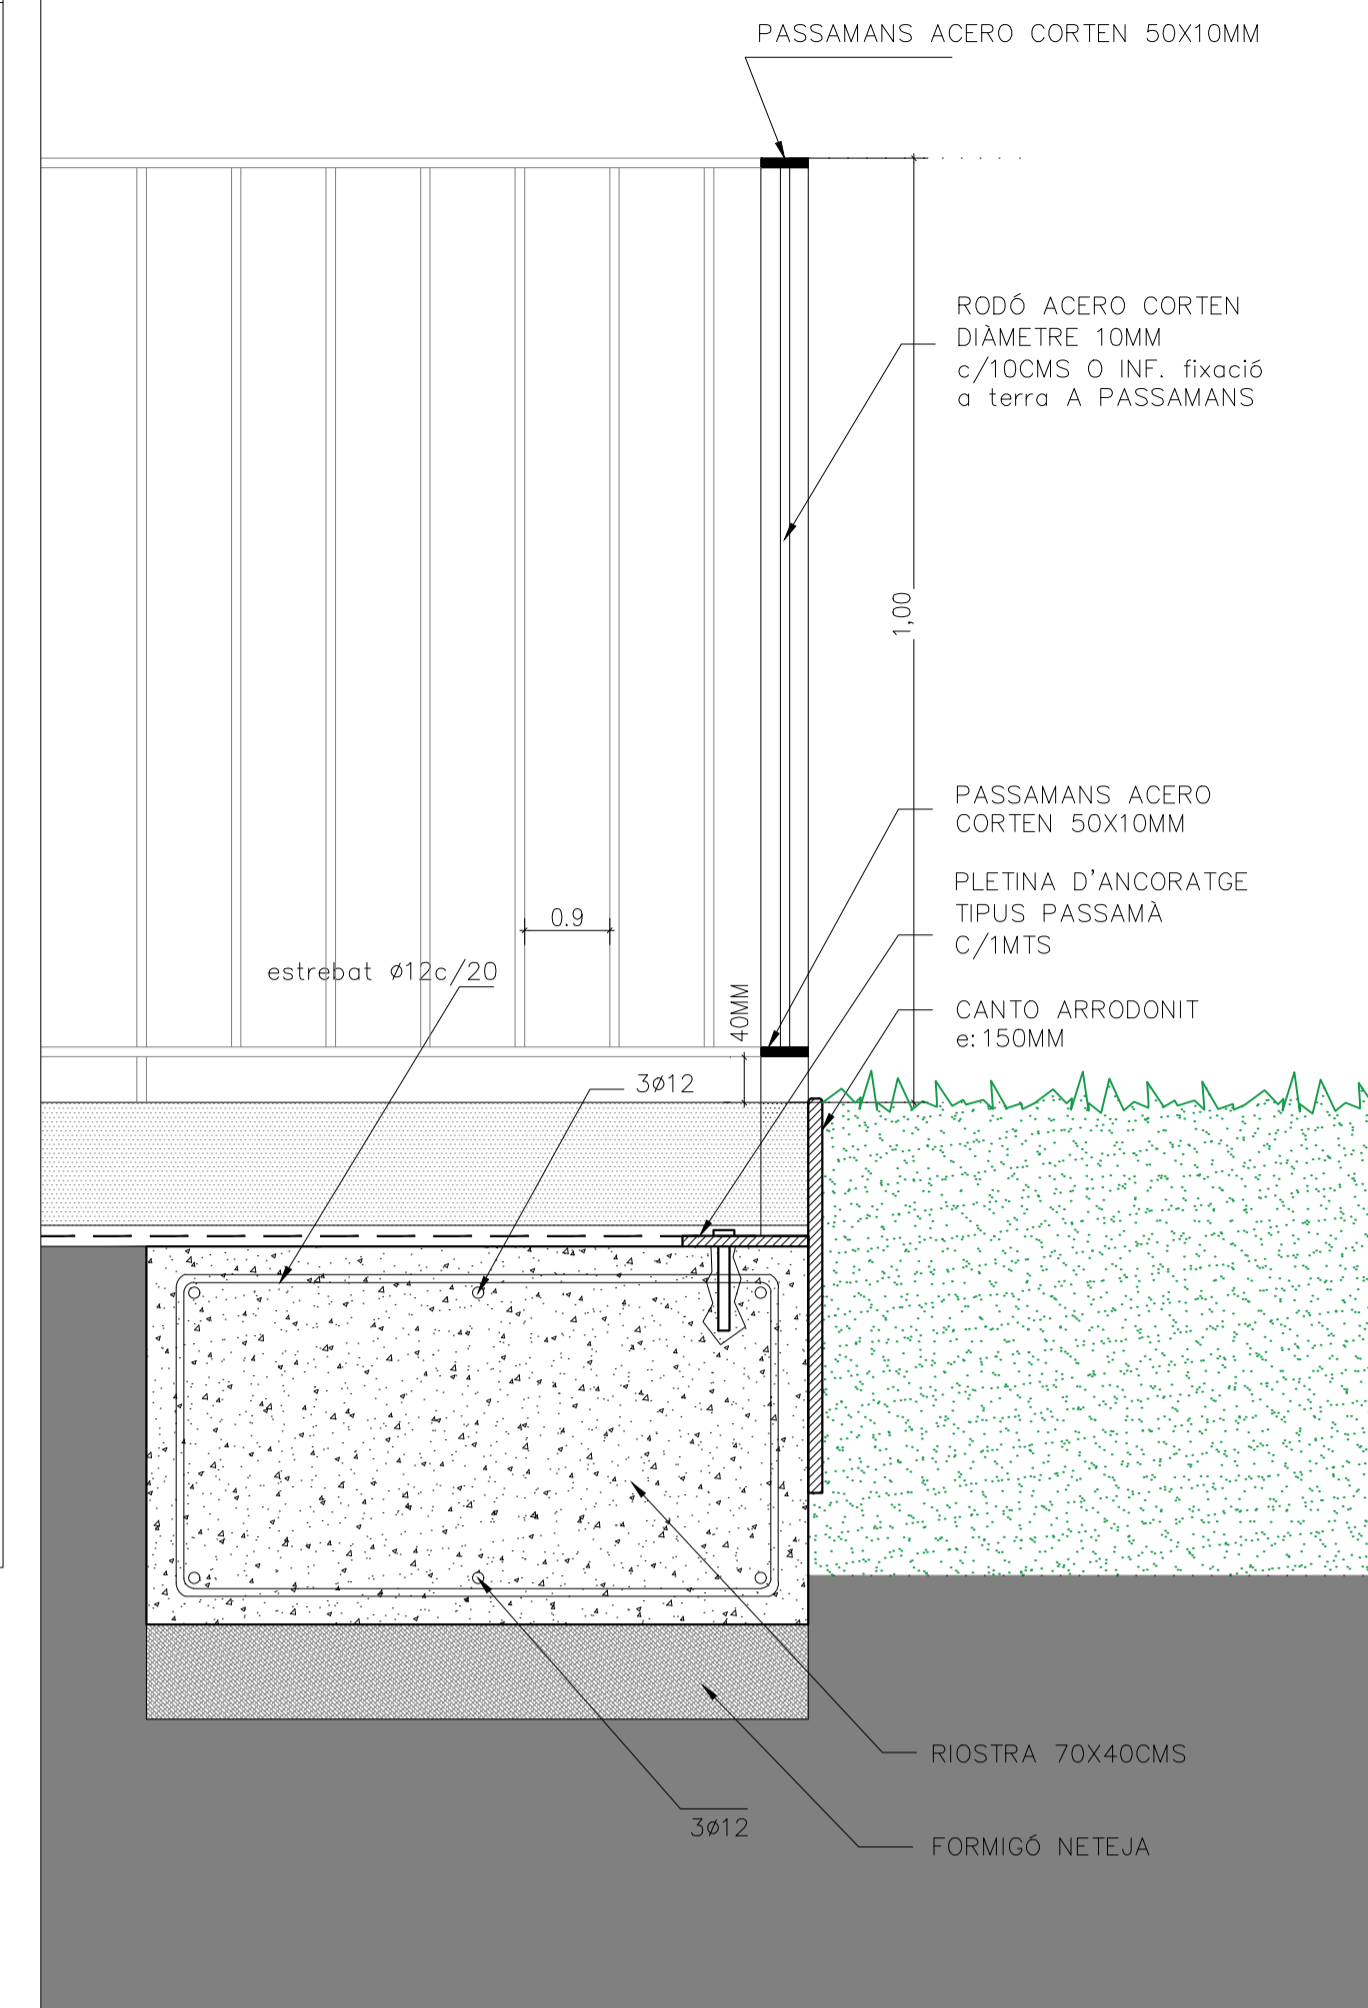 PASSAMANS ACERO CORTEN 50X10MM
RODÓ ACERO CORTEN
DIÀMETRE 10MM
c/10CMS O INF. fixació
a terra A PASSAMANS
1,00
PASSAMANS ACERO
CORTEN 50X10MM
PLETINA D'ANCORATGE
TIPUS PASSAMÀ
C/1MTS
0.9
estrebat ø12c/20
40MM
CANTO ARRODONIT
e:150MM
3ø12
RIOSTRA 70X40CMS
3ø12
FORMIGÓ NETEJA